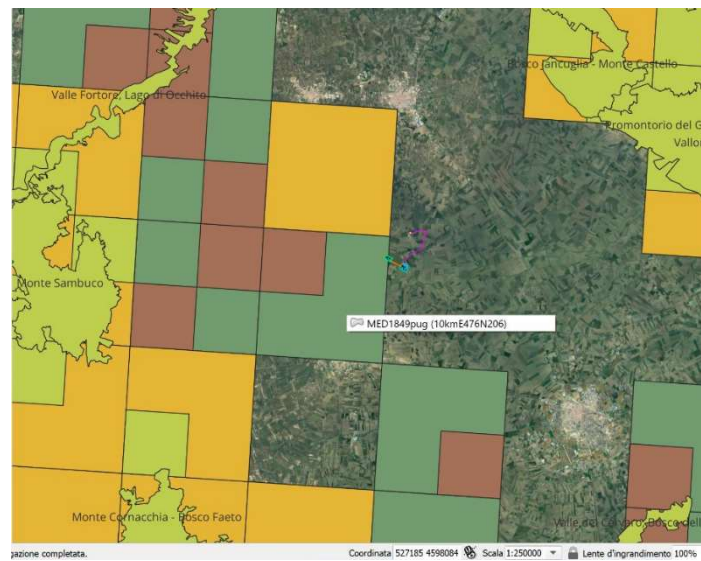 Bosco Jancuglia - Monte Castello
Valle Fortore, Lago di Occhito
Promontorio del G
Vallo
Monte Sambuco
MED1849pug (10kmE476N206)
Monte Cornacchia - Bosco Faeto
Valle del Cervaro, Bosco dell
gazione completata.
Coordinata 527185 4598084
Scala 1:250000
Lente d'ingrandimento 100%